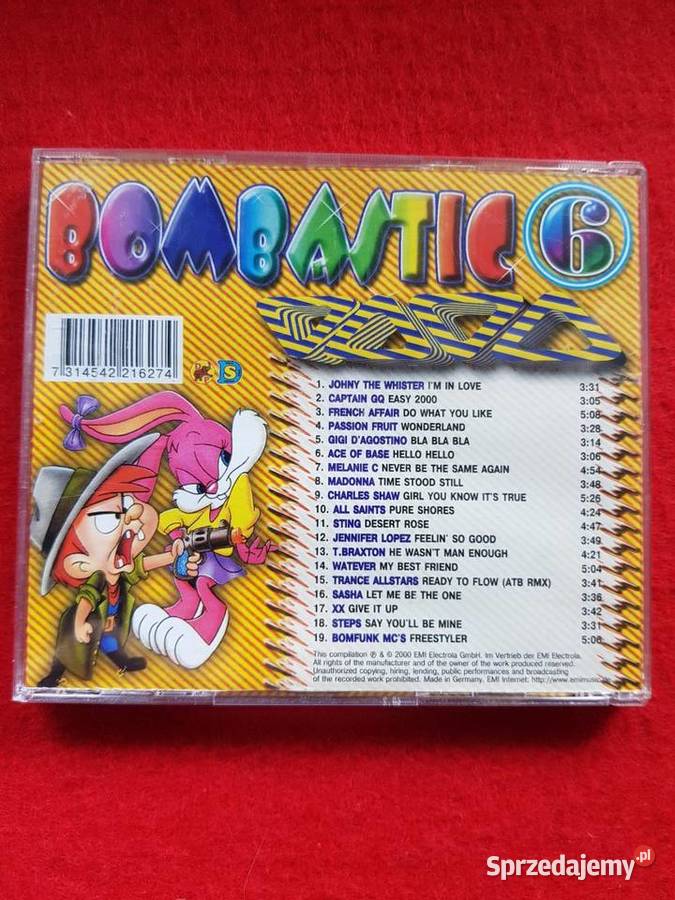 BOMBASTIC 6
7 314542 216274
1. JOHNY THE WHISTER I'M IN LOVE 3:31
2. CAPTAIN GQ EASY 2000 3:05
3. FRENCH AFFAIR DO WHAT YOU LIKE 5:08
4. PASSION FRUIT WONDERLAND 3:28
5. GIGI D'AGOSTINO BLA BLA BLA 3:14
6. ACE OF BASE HELLO HELLO 3:06
7. MELANIE C NEVER BE THE SAME AGAIN 4:54
8. MADONNA TIME STOOD STILL 3:48
9. CHARLES SHAW GIRL YOU KNOW IT'S TRUE 5:25
10. ALL SAINTS PURE SHORES 4:24
11. STING DESERT ROSE 4:47
12. JENNIFER LOPEZ FEELIN' SO GOOD 3:49
13. T.BRAXTON HE WASN'T MAN ENOUGH 4:21
14. WATEVER MY BEST FRIEND 5:04
15. TRANCE ALLSTARS READY TO FLOW (ATB RMX) 3:41
16. SASHA LET ME BE THE ONE 3:36
17. XX GIVE IT UP 3:42
18. STEPS SAY YOU'LL BE MINE 3:31
19. BOMFUNK MC'S FREESTYLER 5:06
This compilation ℗ & © 2000 EMI Electrola GmbH. Im Vertrieb der EMI Electrola.
All rights of the manufacturer and of the owner of the work produced reserved.
Unauthorized copying, hiring, lending, public performances and broadcasting
of the recorded work prohibited. Made in Germany. EMI Internet: http://www.emimusic
Sprzedajemy.pl